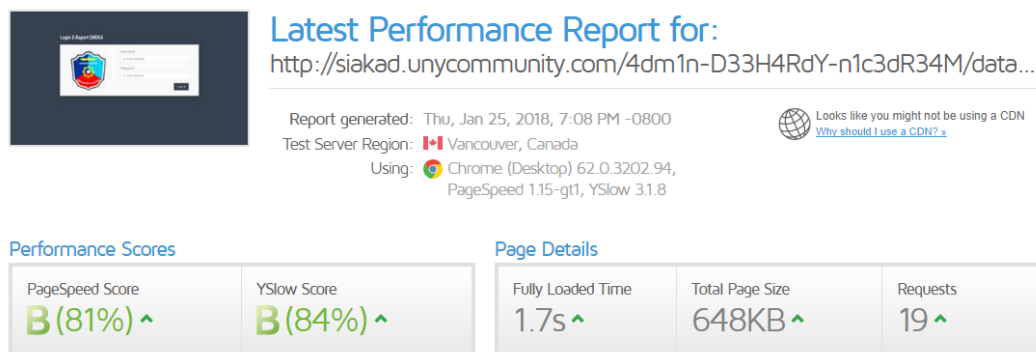 Login E Raport SMEKA
Latest Performance Report for:
http://siakad.unycommunity.com/4dm1n-D33H4RdY-n1c3dR34M/data...
Report generated: Thu, Jan 25, 2018, 7:08 PM -0800
Test Server Region: Vancouver, Canada
Using: Chrome (Desktop) 62.0.3202.94,
PageSpeed 1.15-gt1, YSlow 3.1.8
Looks like you might not be using a CDN
Why should I use a CDN? »
Performance Scores
PageSpeed Score
B (81%)
YSlow Score
B (84%)
Page Details
Fully Loaded Time
1.7s
Total Page Size
648KB
Requests
19